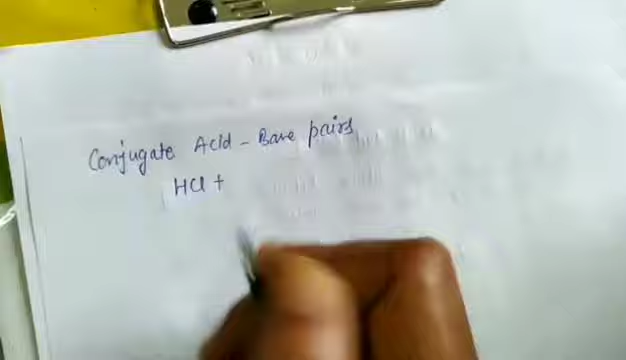 Conjugate Acid - Base pairs
HCl +